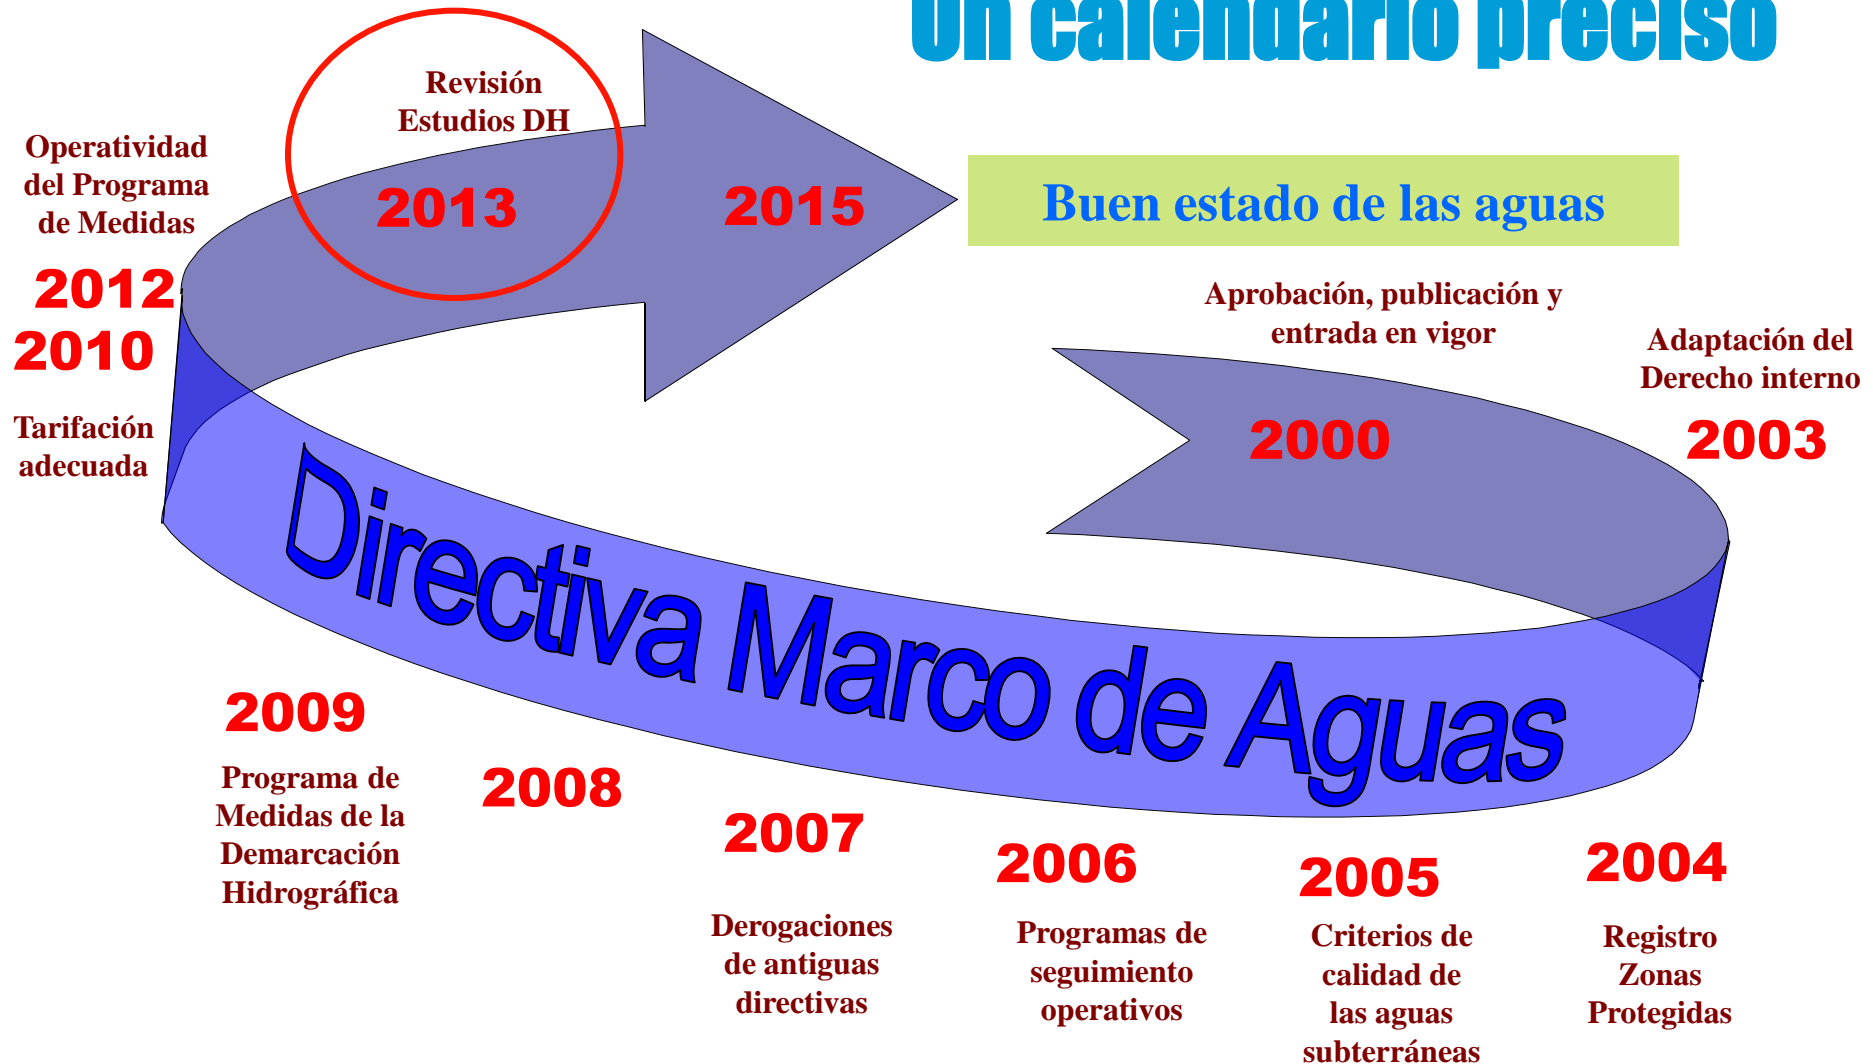 Un calendario preciso
Revisión
Estudios DH
2013
2015
Buen estado de las aguas
Operatividad
del Programa
de Medidas
2012
2010
Tarifación
adecuada
Aprobación, publicación y
entrada en vigor
2000
Adaptación del
Derecho interno
2003
Directiva Marco de Aguas
2009
Programa de
Medidas de la
Demarcación
Hidrográfica
2008
2007
Derogaciones
de antiguas
directivas
2006
Programas de
seguimiento
operativos
2005
Criterios de
calidad de
las aguas
subterráneas
2004
Registro
Zonas
Protegidas